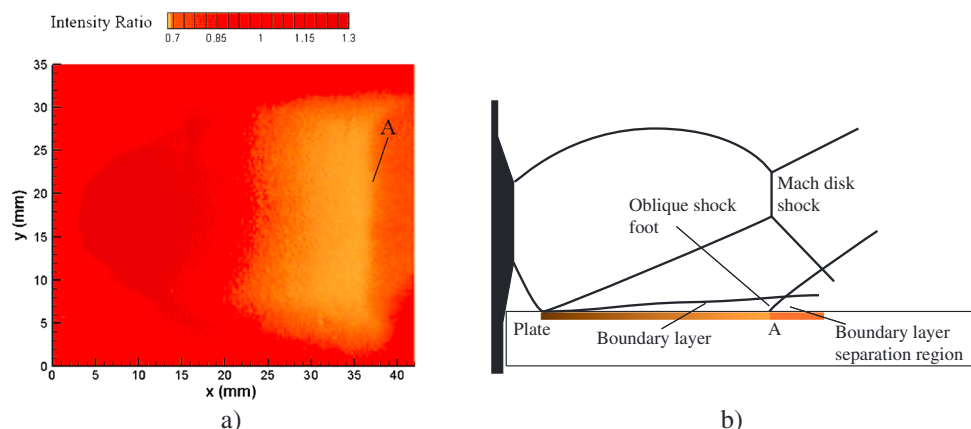 Intensity Ratio
0.7 0.85 1 1.15 1.3
35
30
25
20
15
10
5
0
y (mm)
A
0 5 10 15 20 25 30 35 40
x (mm)
a)
Mach disk
shock
Oblique shock
foot
Plate
Boundary layer
A
Boundary layer
separation region
b)